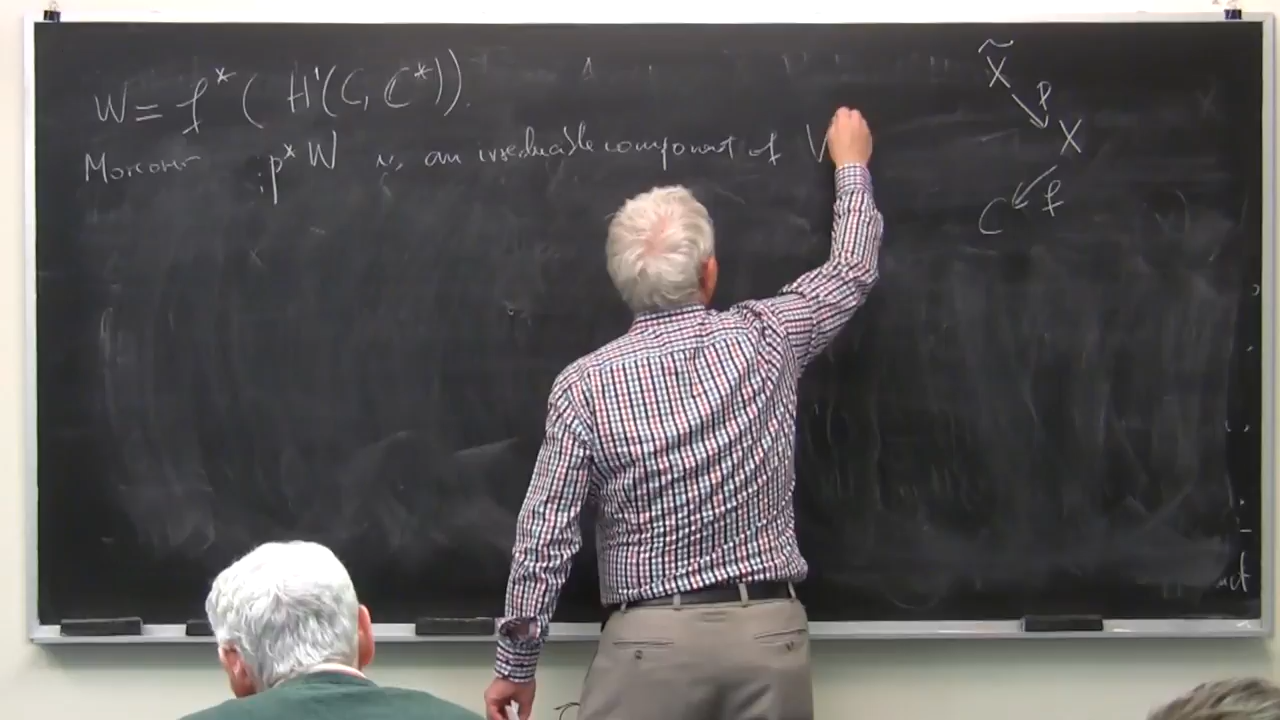 W = f* ( H¹(C, ℂ*)).
Moreover p* W is an irreducible component of V
X̃
p
X
f
C